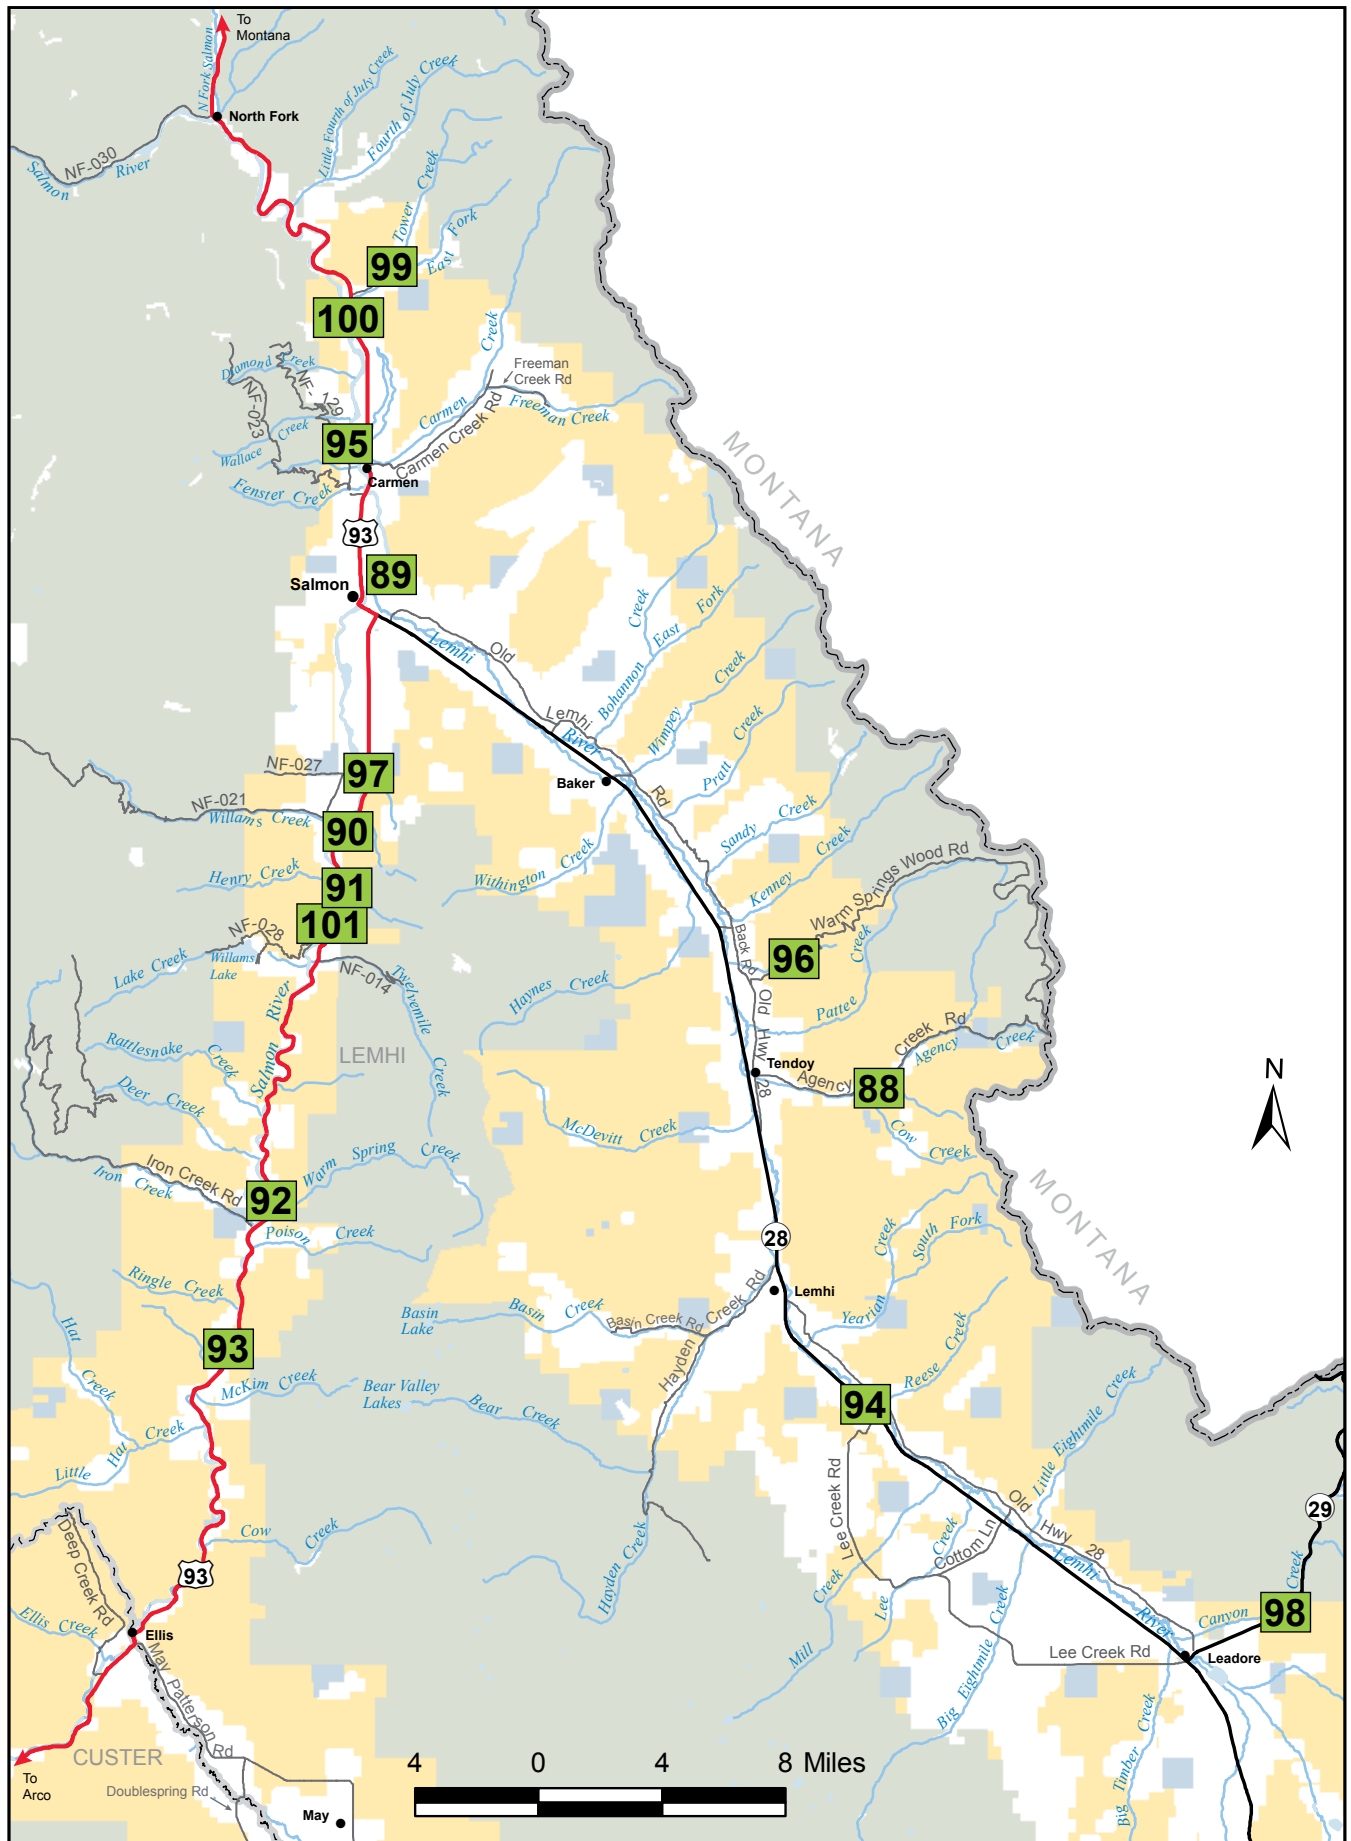 To
Montana
N Fork Salmon
North Fork
Little Fourth of July Creek
Fourth of July Creek
NF-030
Salmon River
Tower Creek
East Fork
99
100
Creek
Diamond Creek
NF-129
NF-023
Freeman
Creek Rd
Carmen
Freeman Creek
Carmen Creek Rd
Creek
Wallace
95
Carmen
Fenster Creek
MONTANA
93
Salmon
89
Creek
East Fork
Bohannon
Lemhi
Old
Lemhi
River
Rd
Wimpey Creek
Pratt Creek
Baker
NF-027
97
NF-021
Willams Creek
90
Sandy Creek
Kenney Creek
Withington Creek
Henry Creek
91
101
Warm Springs Wood Rd
NF-028
Back Rd
96
Creek
Pattee
Lake Creek
Willams
Lake
NF-014
Twelvemile
Creek
Haynes Creek
Old Hwy 28
Salmon River
Rattlesnake Creek
LEMHI
Creek Rd
Agency Creek
Tendoy
Agency
88
N
Deer Creek
McDevitt Creek
Cow
Creek
Iron Creek Rd
Iron Creek
Warm Spring Creek
92
Poison Creek
MONTANA
28
Creek
South Fork
Yearian
Ringle Creek
Lemhi
Basin
Lake
Basin Creek
Basin Creek Rd
Hayden Creek Rd
Hat
Creek
93
McKim Creek
Bear Valley
Lakes
Bear Creek
Reese Creek
94
Little Eightmile Creek
Little Hat Creek
Lee Creek Rd
29
Cow Creek
Deep Creek Rd
93
Hayden Creek
Old Hwy 28
Cottom Ln
Creek
Lee
Mill Creek
Lemhi
River
Creek
Canyon
98
Ellis Creek
Ellis
Big Eightmile Creek
Lee Creek Rd
Leadore
May Patterson Rd
Big Timber Creek
CUSTER
To
Arco
Doublespring Rd
May
4 0 4 8 Miles